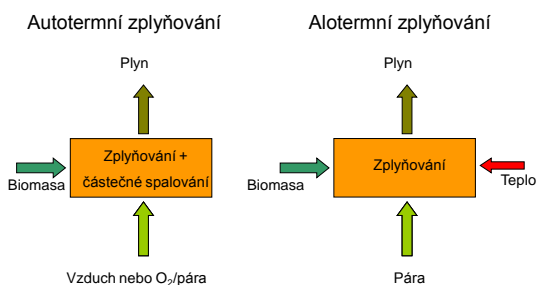 Autotermní zplyňování
Plyn
Zplyňování +
částečné spalování
Biomasa
Vzduch nebo O₂/pára
Alotermní zplyňování
Plyn
Zplyňování
Biomasa
Teplo
Pára